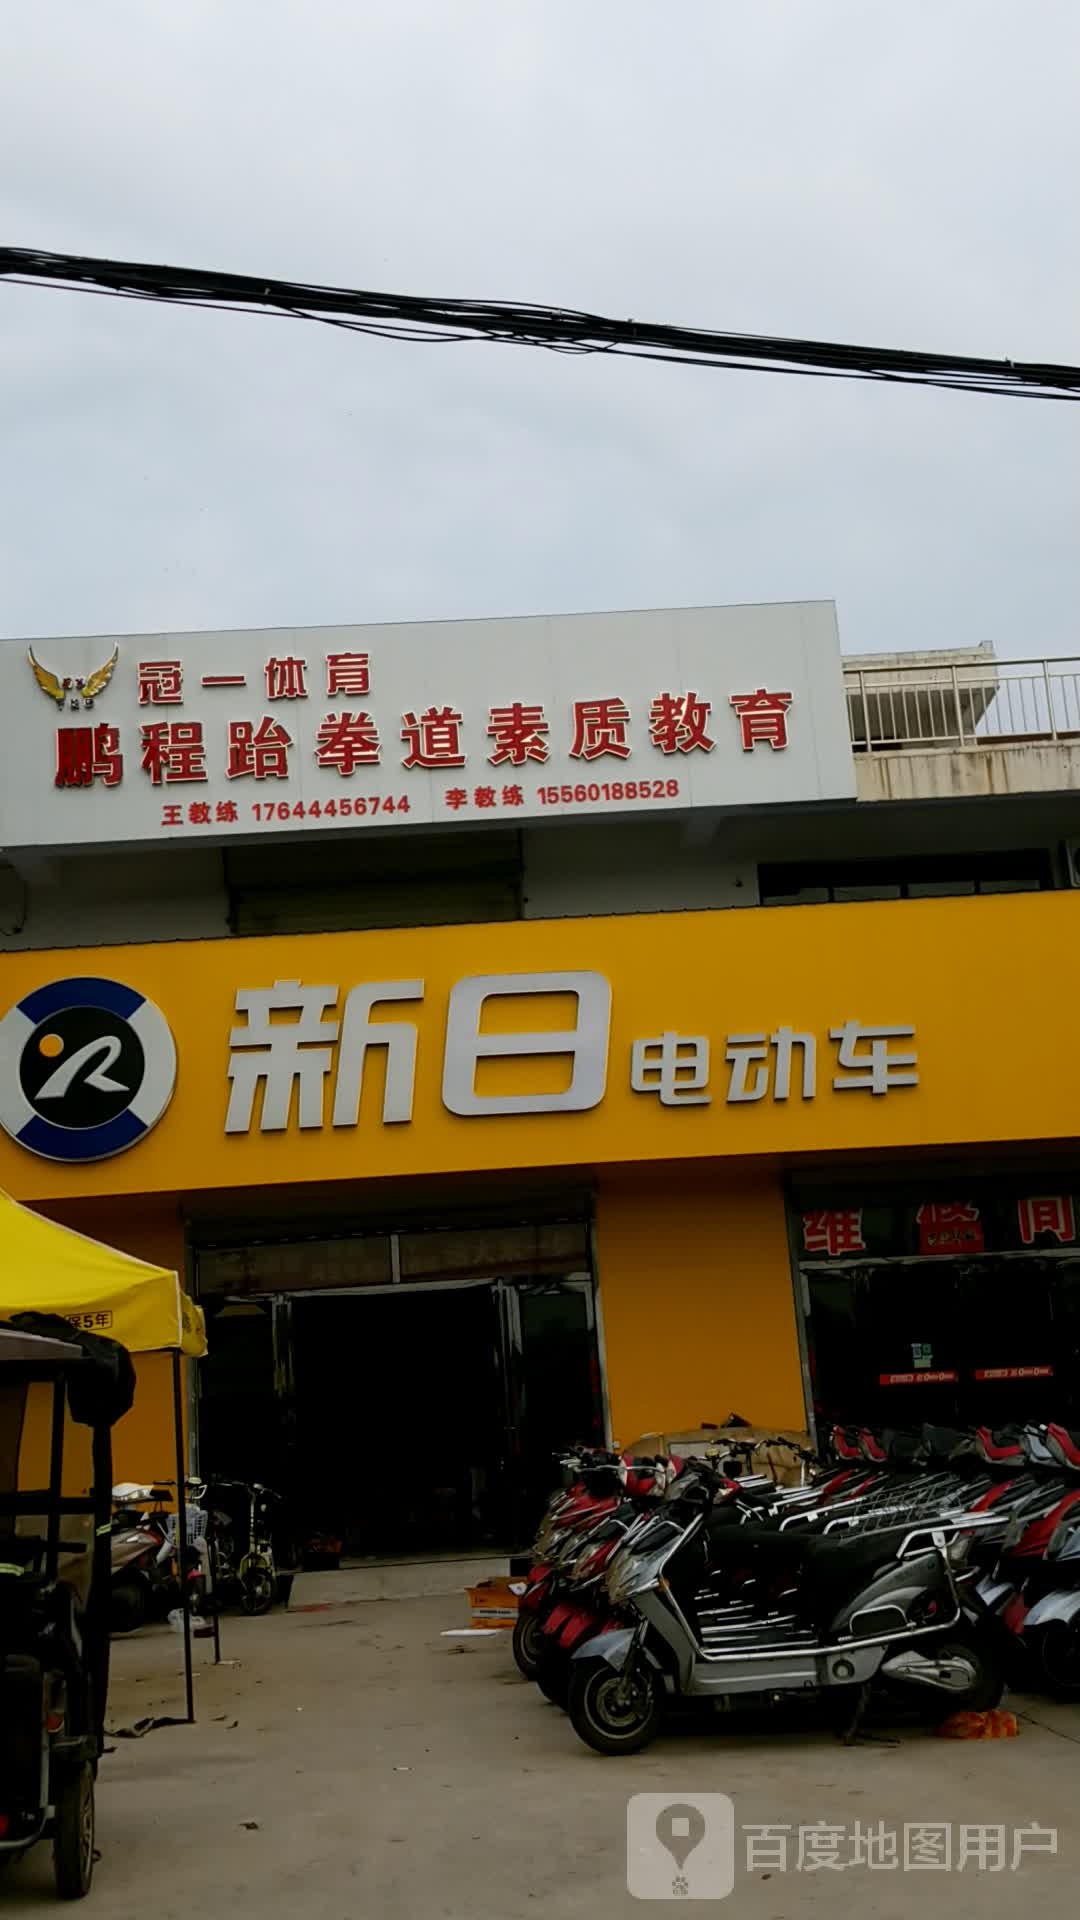 冠一体育
鹏程跆拳道素质教育
王教练 17644456744 李教练 15560188528
新日电动车
维修间
保5年
百度地图用户